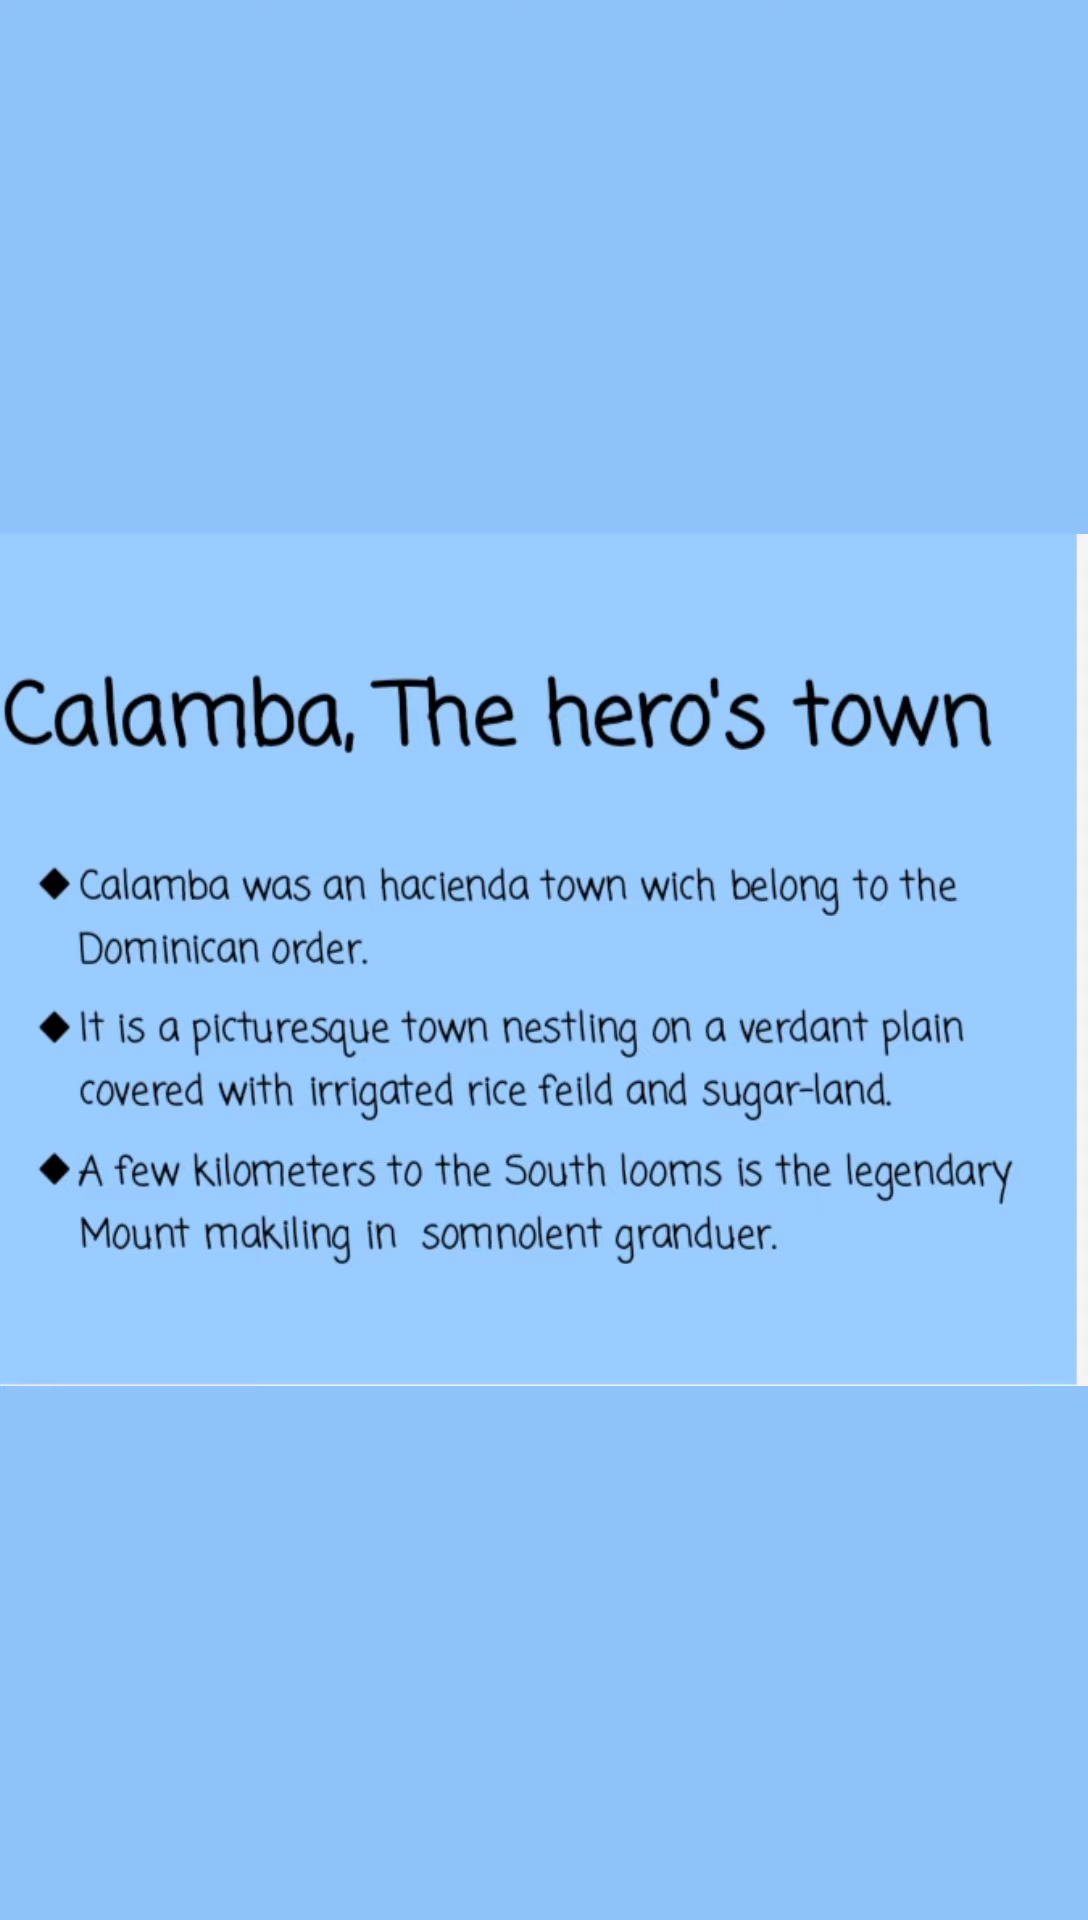 Calamba, The hero's town
◆ Calamba was an hacienda town wich belong to the
Dominican order.
◆ It is a picturesque town nestling on a verdant plain
covered with irrigated rice feild and sugar-land.
◆ A few kilometers to the South looms is the legendary
Mount makiling in somnolent granduer.